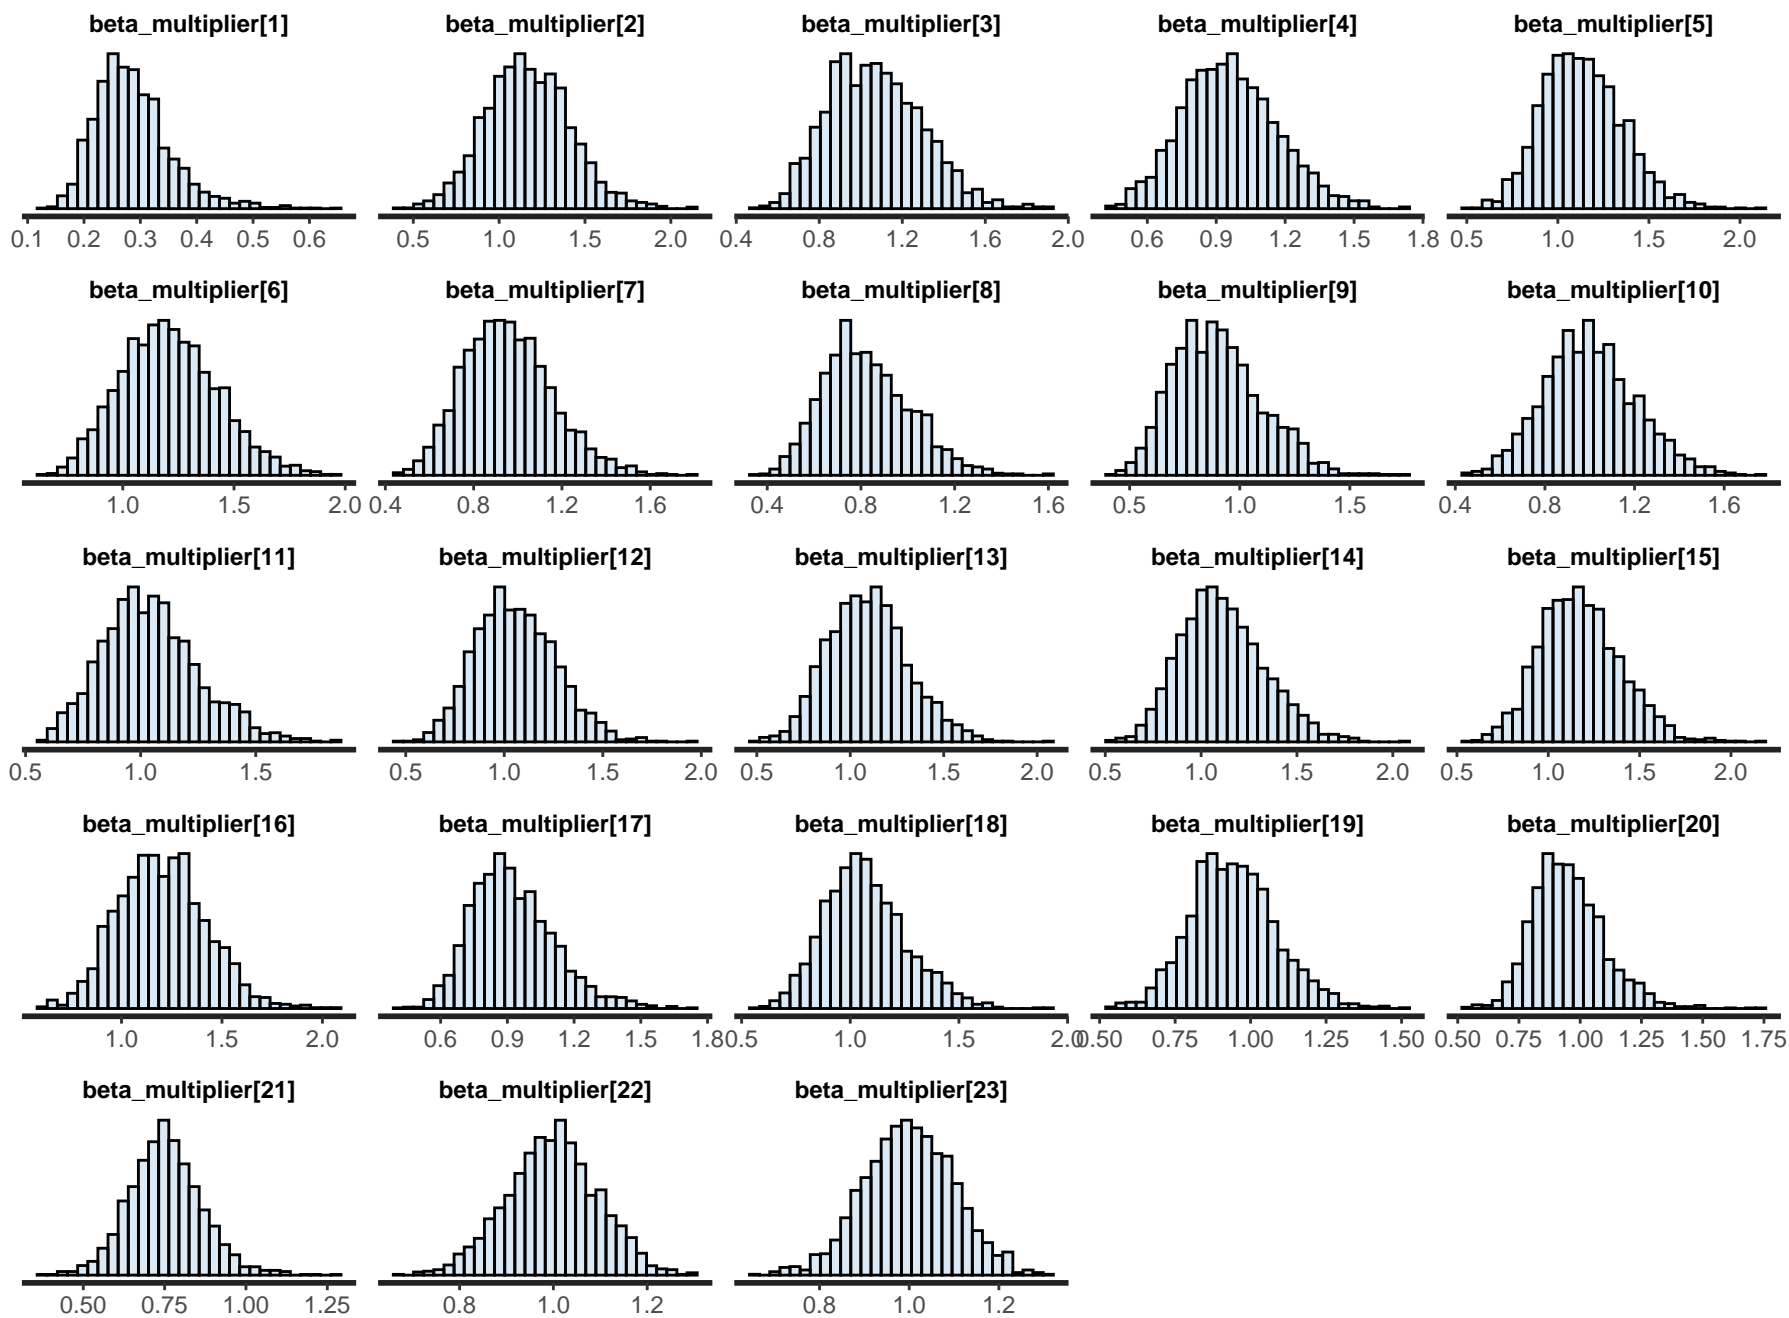 beta_multiplier[1] beta_multiplier[2] beta_multiplier[3] beta_multiplier[4] beta_multiplier[5]
0.1 0.2 0.3 0.4 0.5 0.6 0.5 1.0 1.5 2.0 0.4 0.8 1.2 1.6 2.0 0.6 0.9 1.2 1.5 1.8 0.5 1.0 1.5 2.0
beta_multiplier[6] beta_multiplier[7] beta_multiplier[8] beta_multiplier[9] beta_multiplier[10]
1.0 1.5 2.0 0.4 0.8 1.2 1.6 0.4 0.8 1.2 1.6 0.5 1.0 1.5 0.4 0.8 1.2 1.6
beta_multiplier[11] beta_multiplier[12] beta_multiplier[13] beta_multiplier[14] beta_multiplier[15]
0.5 1.0 1.5 0.5 1.0 1.5 2.0 0.5 1.0 1.5 2.0 0.5 1.0 1.5 2.0 0.5 1.0 1.5 2.0
beta_multiplier[16] beta_multiplier[17] beta_multiplier[18] beta_multiplier[19] beta_multiplier[20]
1.0 1.5 2.0 0.6 0.9 1.2 1.5 1.8 0.5 1.0 1.5 2.0 0.50 0.75 1.00 1.25 1.50 0.50 0.75 1.00 1.25 1.50 1.75
beta_multiplier[21] beta_multiplier[22] beta_multiplier[23]
0.50 0.75 1.00 1.25 0.8 1.0 1.2 0.8 1.0 1.2